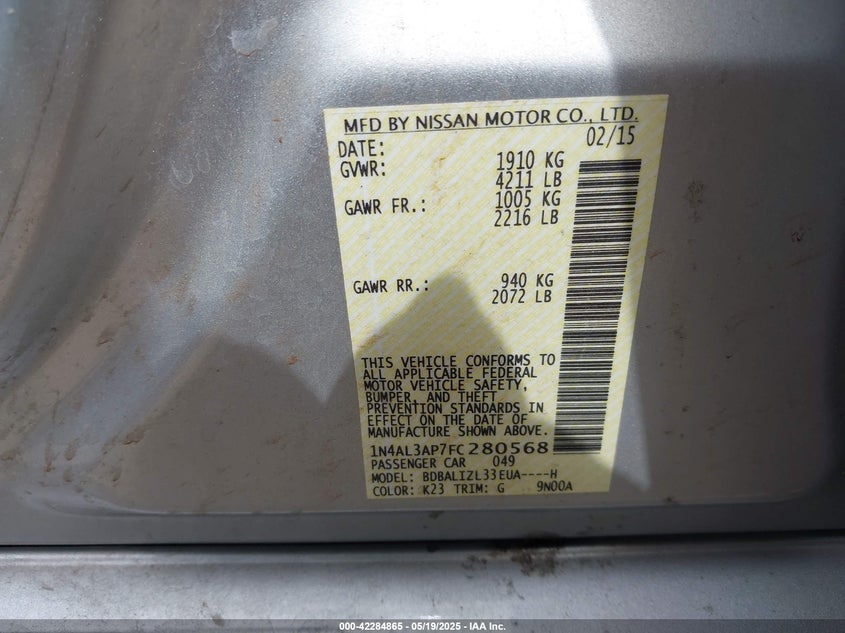 MFD BY NISSAN MOTOR CO., LTD.
DATE: 02/15
GVWR: 1910 KG
4211 LB
GAWR FR.: 1005 KG
2216 LB
GAWR RR.: 940 KG
2072 LB
THIS VEHICLE CONFORMS TO
ALL APPLICABLE FEDERAL
MOTOR VEHICLE SAFETY,
BUMPER, AND THEFT
PREVENTION STANDARDS IN
EFFECT ON THE DATE OF
MANUFACTURE SHOWN ABOVE.
1N4AL3AP7FC280568
PASSENGER CAR 049
MODEL: BDBALIZL33EUA----H
COLOR: K23 TRIM: G 9N00A
000-42284865 - 05/19/2025 - IAA Inc.